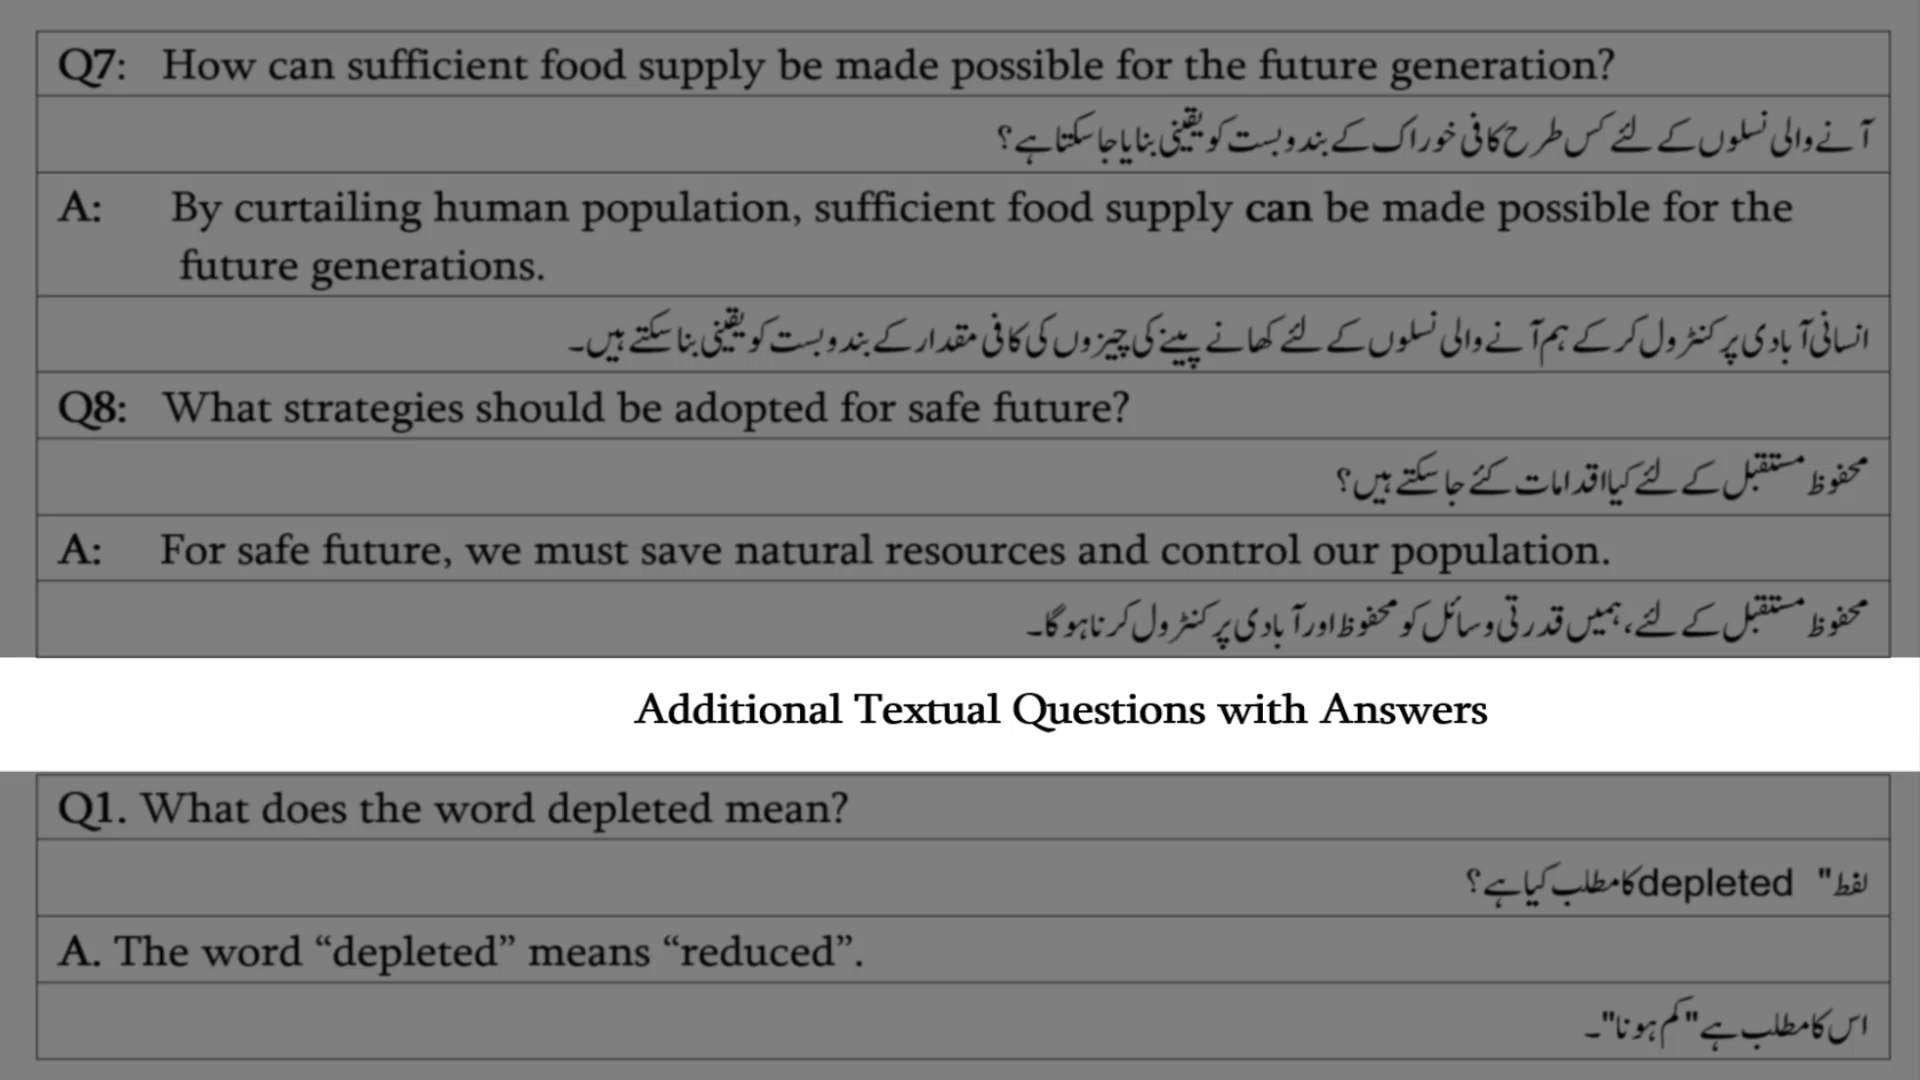 Q7: How can sufficient food supply be made possible for the future generation?
آنے والی نسلوں کے لئے کس طرح کافی خوراک کے بندوبست کو یقینی بنایا جا سکتا ہے؟
A: By curtailing human population, sufficient food supply can be made possible for the
future generations.
انسانی آبادی پر کنٹرول کر کے ہم آنے والی نسلوں کے لئے کھانے پینے کی چیزوں کی کافی مقدار کے بندوبست کو یقینی بنا سکتے ہیں۔
Q8: What strategies should be adopted for safe future?
محفوظ مستقبل کے لئے کیا اقدامات کئے جا سکتے ہیں؟
A: For safe future, we must save natural resources and control our population.
محفوظ مستقبل کے لئے، ہمیں قدرتی وسائل کو محفوظ اور آبادی پر کنٹرول کرنا ہو گا۔
Additional Textual Questions with Answers
Q1. What does the word depleted mean?
لفظ " depleted کا مطلب کیا ہے؟
A. The word “depleted” means “reduced”.
اس کا مطلب ہے "کم ہونا"۔